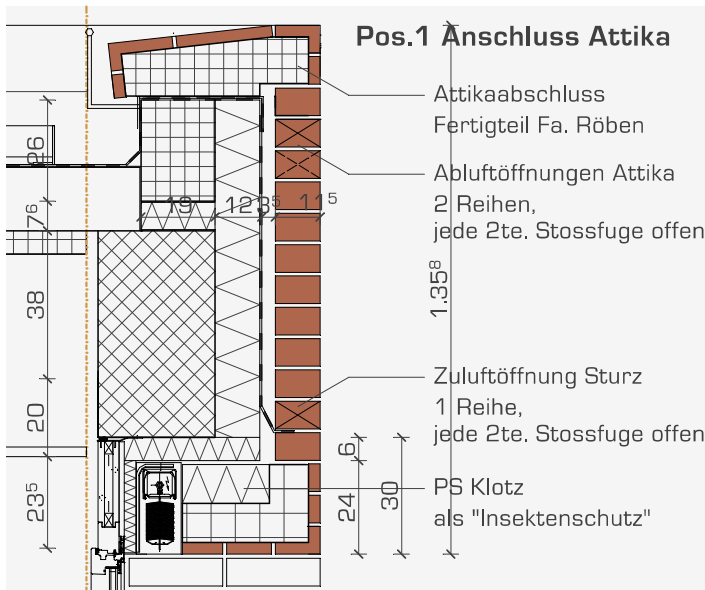 Pos.1 Anschluss Attika
Attikaabschluss
Fertigteil Fa. Röben
Abluftöffnungen Attika
2 Reihen,
jede 2te. Stossfuge offen
26
7⁶
19 12 3⁵ 11⁵
38
1.35⁸
Zuluftöffnung Sturz
1 Reihe,
jede 2te. Stossfuge offen
20
6
23⁵
24
30
PS Klotz
als "Insektenschutz"